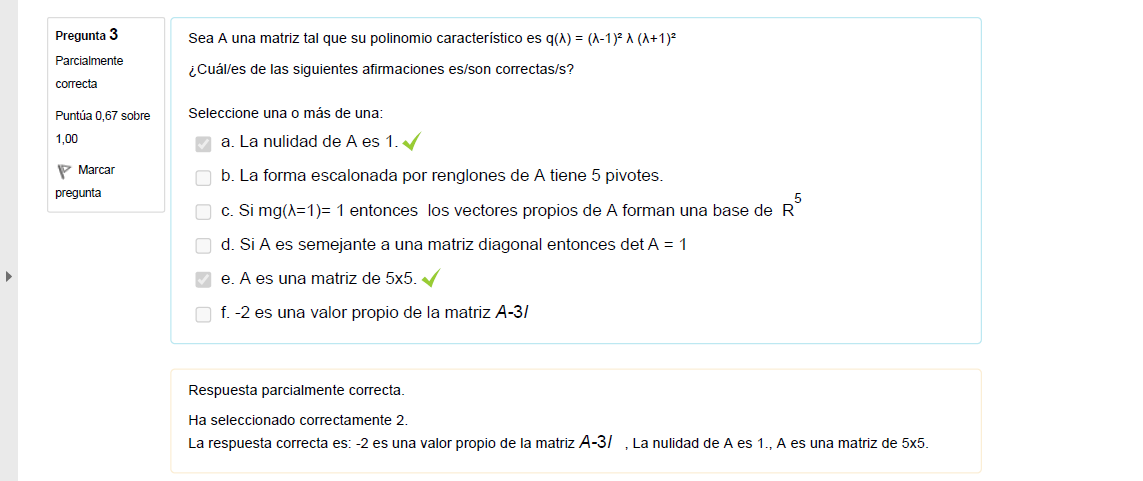 Pregunta 3
Parcialmente
correcta
Puntúa 0,67 sobre
1,00
Marcar
pregunta
Sea A una matriz tal que su polinomio característico es q(λ) = (λ-1)² λ (λ+1)²
¿Cuál/es de las siguientes afirmaciones es/son correctas/s?
Seleccione una o más de una:
a. La nulidad de A es 1.
b. La forma escalonada por renglones de A tiene 5 pivotes.
c. Si mg(λ=1)= 1 entonces los vectores propios de A forman una base de R⁵
d. Si A es semejante a una matriz diagonal entonces det A = 1
e. A es una matriz de 5x5.
f. -2 es una valor propio de la matriz A-3I
Respuesta parcialmente correcta.
Ha seleccionado correctamente 2.
La respuesta correcta es: -2 es una valor propio de la matriz A-3I , La nulidad de A es 1., A es una matriz de 5x5.